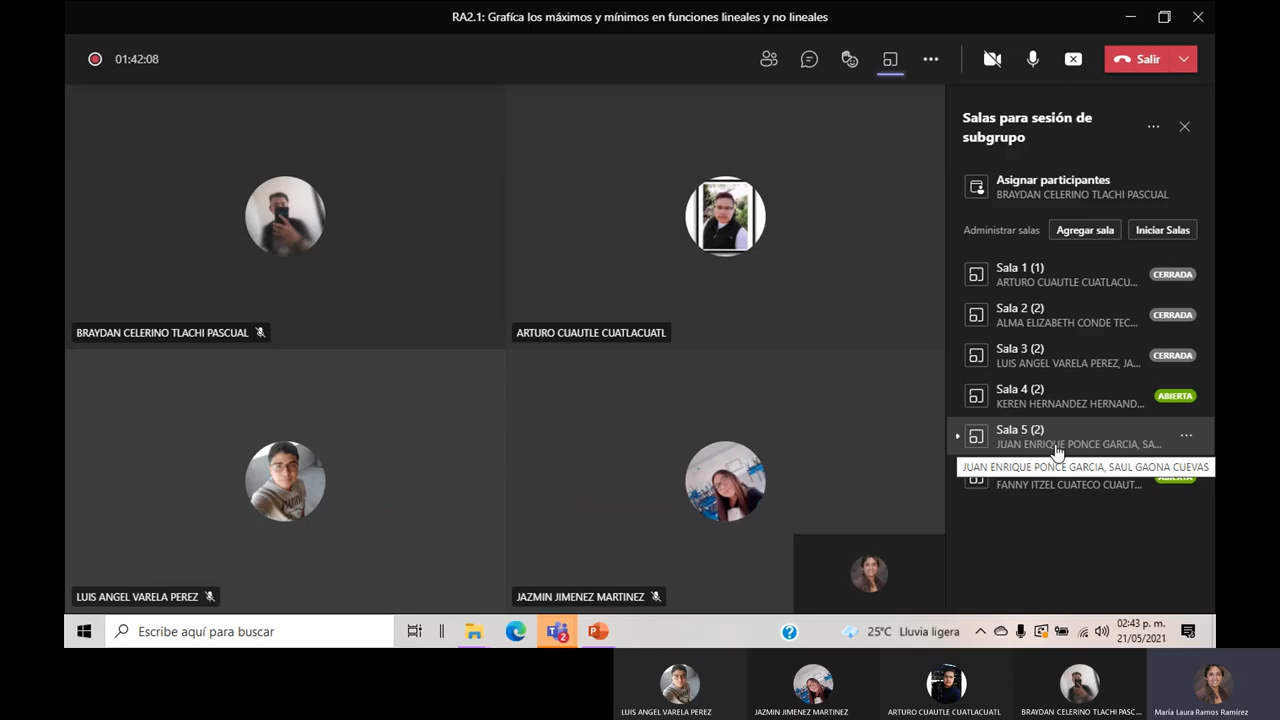 RA2.1: Grafíca los máximos y mínimos en funciones lineales y no lineales
01:42:08
Salir
Salas para sesión de
subgrupo
Asignar participantes
BRAYDAN CELERINO TLACHI PASCUAL
Administrar salas
Agregar sala
Iniciar Salas
Sala 1 (1)
ARTURO CUAUTLE CUATLACU...
CERRADA
Sala 2 (2)
ALMA ELIZABETH CONDE TEC...
CERRADA
Sala 3 (2)
LUIS ANGEL VARELA PEREZ, JA...
CERRADA
Sala 4 (2)
KEREN HERNANDEZ HERNAND...
ABIERTA
Sala 5 (2)
JUAN ENRIQUE PONCE GARCIA, SA...
JUAN ENRIQUE PONCE GARCIA, SAUL GAONA CUEVAS
ABIERTA
FANNY ITZEL CUATECO CUAUT...
BRAYDAN CELERINO TLACHI PASCUAL
ARTURO CUAUTLE CUATLACUATL
LUIS ANGEL VARELA PEREZ
JAZMIN JIMENEZ MARTINEZ
Escribe aquí para buscar
2
25°C Lluvia ligera
02:43 p. m.
21/05/2021
LUIS ANGEL VARELA PEREZ
JAZMIN JIMENEZ MARTINEZ
ARTURO CUAUTLE CUATLACUATL
BRAYDAN CELERINO TLACHI PASC...
María Laura Ramos Ramírez